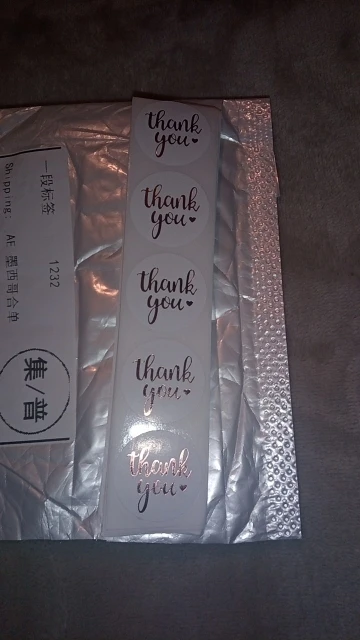 thank
you
thank
you
thank
you
thank
you
thank
you
一段标签 1232
Shipping: AE 墨西哥合单
集普